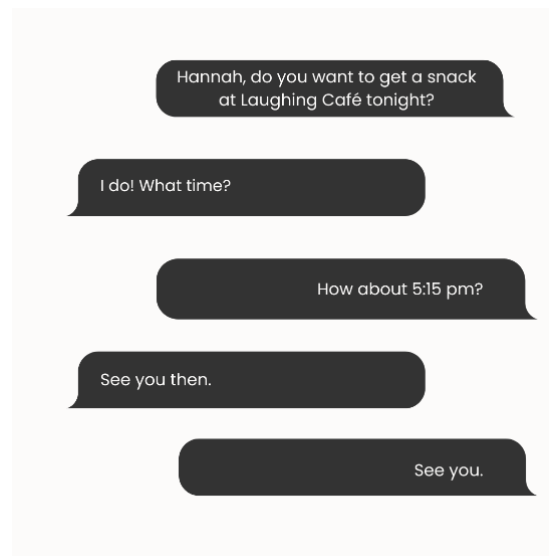 Hannah, do you want to get a snack
at Laughing Café tonight?
I do! What time?
How about 5:15 pm?
See you then.
See you.